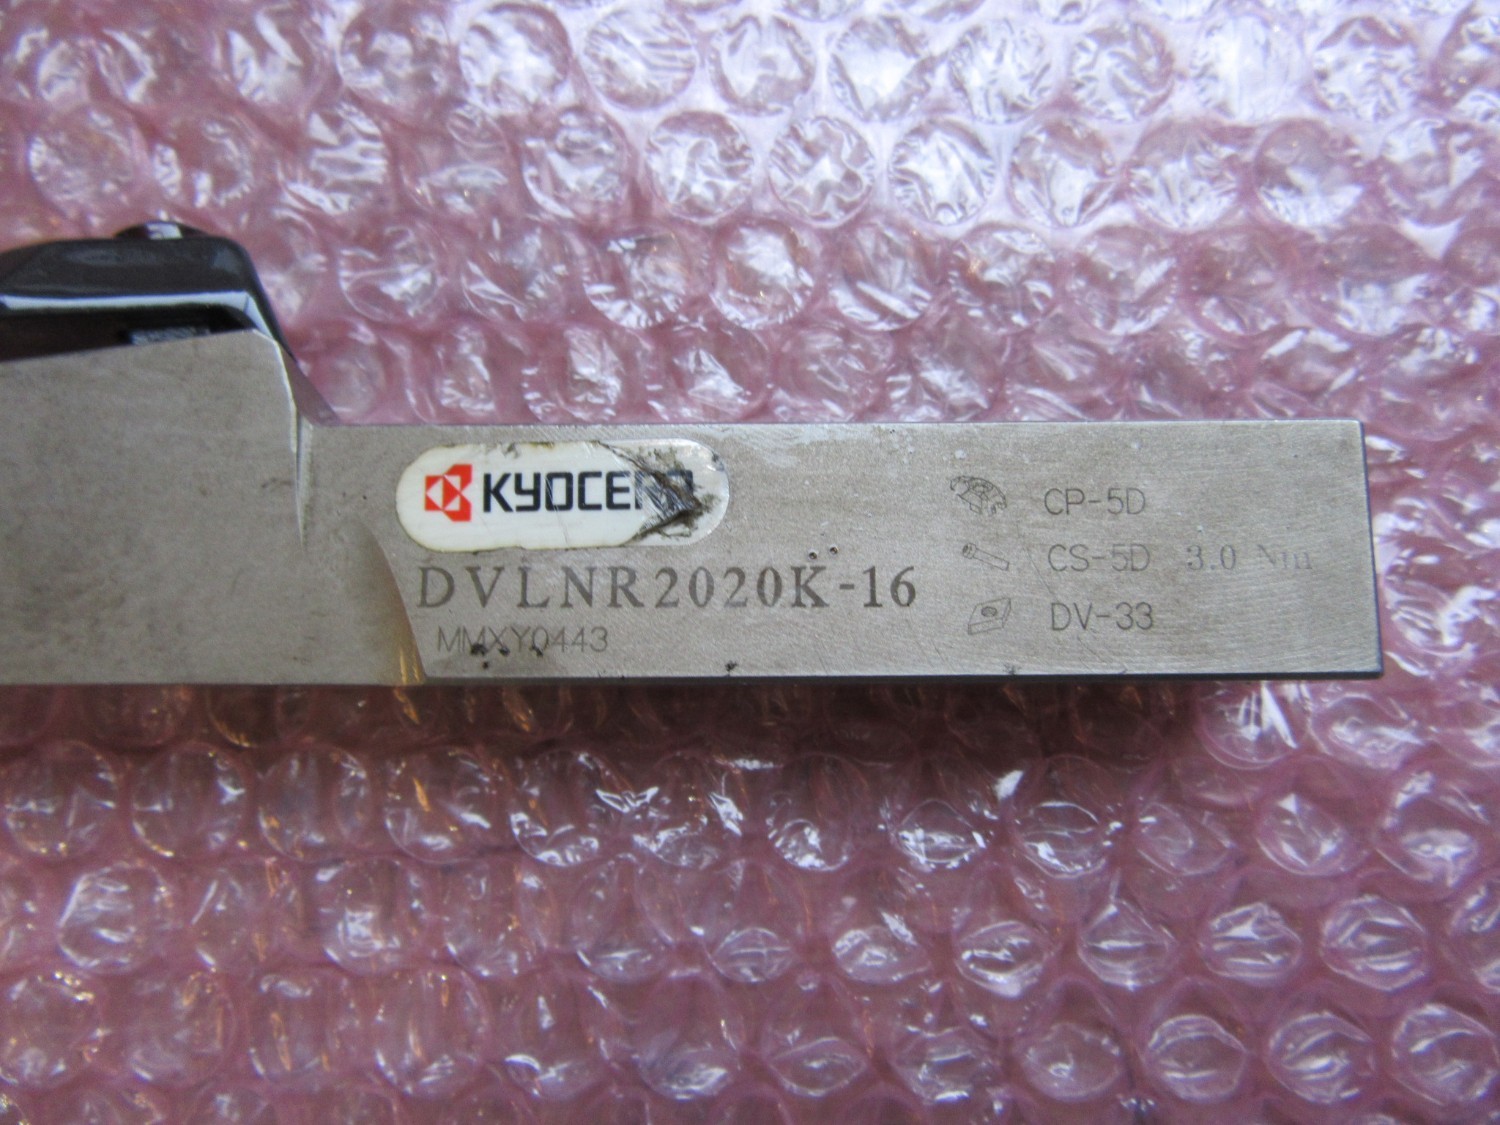 KYOCERA
DVLNR2020K-16
MMXY0443
CP-5D
CS-5D 3.0 Nm
DV-33